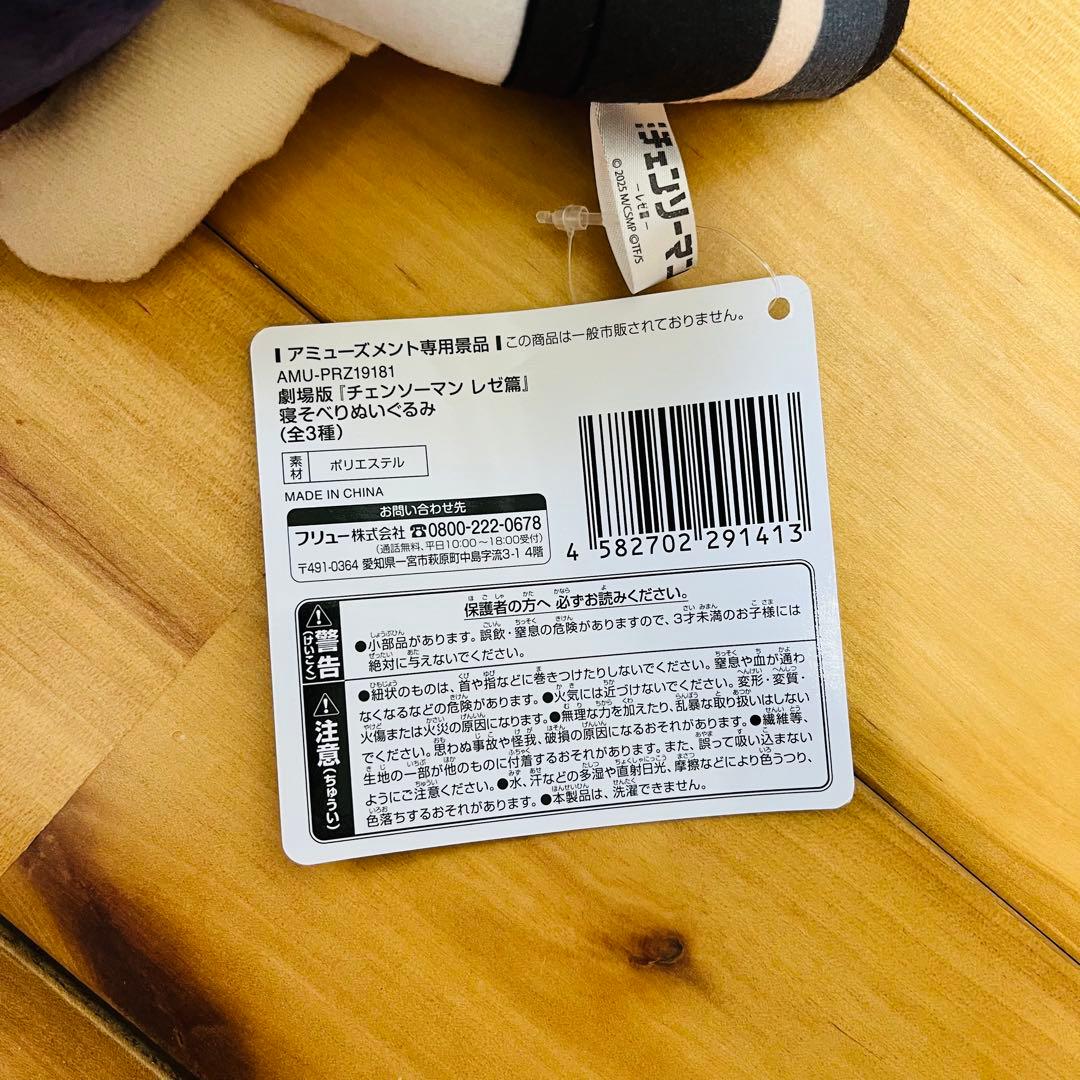 チェンソーマン
―レゼ篇―
©2025 M/CSMP ©TF/S
アミューズメント専用景品 この商品は一般市販されておりません。
AMU-PRZ19181
劇場版『チェンソーマン レゼ篇』
寝そべりぬいぐるみ
(全3種)
素材 ポリエステル
MADE IN CHINA
お問い合わせ先
フリュー株式会社 ☎0800-222-0678
(通話無料、平日10:00～18:00受付)
〒491-0364 愛知県一宮市萩原町中島字流3-1 4階
4 582702 291413
警告(けいこく)
保護者の方へ 必ずお読みください。
●小部品があります。誤飲・窒息の危険がありますので、3才未満のお子様には
絶対に与えないでください。
注意(ちゅうい)
●紐状のものは、首や指などに巻きつけたりしないでください。窒息や血が通わ
なくなるなどの危険があります。●火気には近づけないでください。変形・変質・
火傷または火災の原因になります。●無理な力を加えたり、乱暴な取り扱いはしない
でください。思わぬ事故や怪我、破損の原因になるおそれがあります。●繊維等、
生地の一部が他のものに付着するおそれがあります。また、誤って吸い込まない
ようにご注意ください。●水、汗などの多湿や直射日光、摩擦などにより色うつり、
色落ちするおそれがあります。●本製品は、洗濯できません。